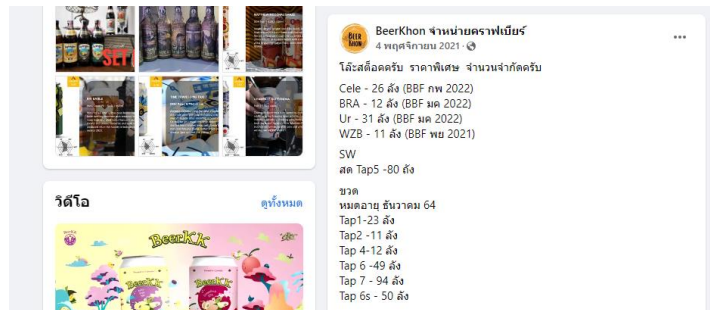 SET
วิดีโอ
ดูทั้งหมด
BeerKk
BeerKk
BeerKk
BEER
KHON
BeerKhon จำหน่ายคราฟเบียร์
4 พฤศจิกายน 2021
โล๊ะสต็อคครับ ราคาพิเศษ จำนวนจำกัดครับ
Cele - 26 ลัง (BBF กพ 2022)
BRA - 12 ลัง (BBF มค 2022)
Ur - 31 ลัง (BBF มค 2022)
WZB - 11 ลัง (BBF พย 2021)
SW
สด Tap5 -80 ถัง
ขวด
หมดอายุ ธันวาคม 64
Tap1-23 ลัง
Tap2 -11 ลัง
Tap 4-12 ลัง
Tap 6 -49 ลัง
Tap 7 - 94 ลัง
Tap 6s - 50 ลัง